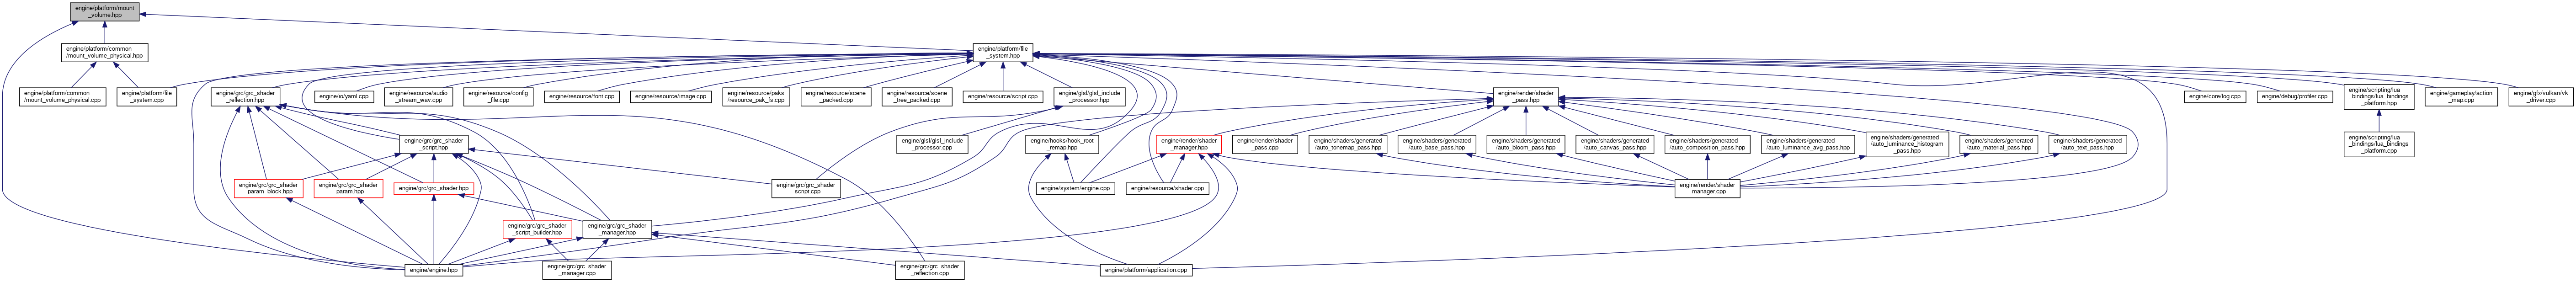 engine/platform/mount
_volume.hpp
engine/platform/common
/mount_volume_physical.hpp
engine/platform/file
_system.hpp
engine/platform/common
/mount_volume_physical.cpp
engine/platform/file
_system.cpp
engine/grc/grc_shader
_reflection.hpp
engine/io/yaml.cpp
engine/resource/audio
_stream_wav.cpp
engine/resource/config
_file.cpp
engine/resource/font.cpp
engine/resource/image.cpp
engine/resource/paks
/resource_pak_fs.cpp
engine/resource/scene
_packed.cpp
engine/resource/scene
_tree_packed.cpp
engine/resource/script.cpp
engine/glsl/glsl_include
_processor.hpp
engine/render/shader
_pass.hpp
engine/core/log.cpp
engine/debug/profiler.cpp
engine/scripting/lua
_bindings/lua_bindings
_platform.hpp
engine/gameplay/action
_map.cpp
engine/gfx/vulkan/vk
_driver.cpp
engine/grc/grc_shader
_script.hpp
engine/glsl/glsl_include
_processor.cpp
engine/hooks/hook_root
_remap.hpp
engine/render/shader
_manager.hpp
engine/render/shader
_pass.cpp
engine/shaders/generated
/auto_tonemap_pass.hpp
engine/shaders/generated
/auto_base_pass.hpp
engine/shaders/generated
/auto_bloom_pass.hpp
engine/shaders/generated
/auto_canvas_pass.hpp
engine/shaders/generated
/auto_composition_pass.hpp
engine/shaders/generated
/auto_luminance_avg_pass.hpp
engine/shaders/generated
/auto_luminance_histogram
_pass.hpp
engine/shaders/generated
/auto_material_pass.hpp
engine/shaders/generated
/auto_text_pass.hpp
engine/scripting/lua
_bindings/lua_bindings
_platform.cpp
engine/grc/grc_shader
_param_block.hpp
engine/grc/grc_shader
_param.hpp
engine/grc/grc_shader.hpp
engine/grc/grc_shader
_script.cpp
engine/system/engine.cpp
engine/resource/shader.cpp
engine/render/shader
_manager.cpp
engine/grc/grc_shader
_script_builder.hpp
engine/grc/grc_shader
_manager.hpp
engine/engine.hpp
engine/grc/grc_shader
_manager.cpp
engine/grc/grc_shader
_reflection.cpp
engine/platform/application.cpp